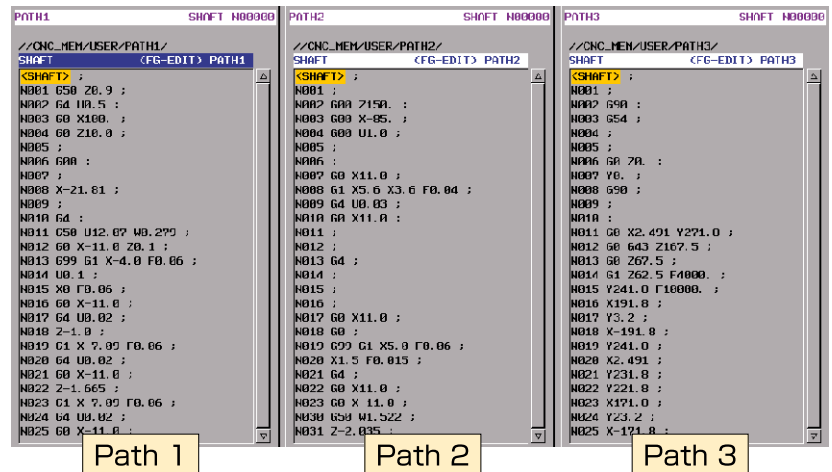 PATH1 SHAFT N00000
//CNC_MEM/USER/PATH1/
SHAFT (FG-EDIT) PATH1
<SHAFT> ;
N001 G50 Z0.9 ;
N002 G4 U0.5 ;
N003 G0 X100. ;
N004 G0 Z10.0 ;
N005 ;
N006 G00 ;
N007 ;
N008 X-21.81 ;
N009 ;
N010 G4 ;
N011 G50 U12.07 W0.279 ;
N012 G0 X-11.0 Z0.1 ;
N013 G99 G1 X-4.0 F0.06 ;
N014 U0.1 ;
N015 X0 F0.06 ;
N016 G0 X-11.0 ;
N017 G4 U0.02 ;
N018 Z-1.0 ;
N019 G1 X-7.09 F0.06 ;
N020 G4 U0.02 ;
N021 G0 X-11.0 ;
N022 Z-1.665 ;
N023 G1 X-7.09 F0.06 ;
N024 G4 U0.02 ;
N025 G0 X-11.0 ;
Path 1
PATH2 SHAFT N00000
//CNC_MEM/USER/PATH2/
SHAFT (FG-EDIT) PATH2
<SHAFT> ;
N001 ;
N002 G00 Z150. ;
N003 G00 X-85. ;
N004 G00 U1.0 ;
N005 ;
N006 ;
N007 G0 X11.0 ;
N008 G1 X5.6 X3.6 F0.04 ;
N009 G4 U0.03 ;
N010 G0 X11.0 ;
N011 ;
N012 ;
N013 G4 ;
N014 ;
N015 ;
N016 ;
N017 G0 X11.0 ;
N018 G0 ;
N019 G99 G1 X5.0 F0.06 ;
N020 X1.5 F0.015 ;
N021 G4 ;
N022 G0 X11.0 ;
N023 G0 X 11.0 ;
N030 G50 W1.522 ;
N031 Z-2.035 ;
Path 2
PATH3 SHAFT N00000
//CNC_MEM/USER/PATH3/
SHAFT (FG-EDIT) PATH3
<SHAFT> ;
N001 ;
N002 G90 ;
N003 G54 ;
N004 ;
N005 ;
N006 G0 Z0. ;
N007 Y0. ;
N008 G90 ;
N009 ;
N010 ;
N011 G0 X2.491 Y271.0 ;
N012 G0 G43 Z167.5 ;
N013 G0 Z67.5 ;
N014 G1 Z62.5 F4000. ;
N015 Y241.0 F10000. ;
N016 X191.8 ;
N017 Y3.2 ;
N018 X-191.8 ;
N019 Y241.0 ;
N020 X2.491 ;
N021 Y231.8 ;
N022 Y221.8 ;
N023 X171.0 ;
N024 Y23.2 ;
N025 X-171.8 ;
Path 3